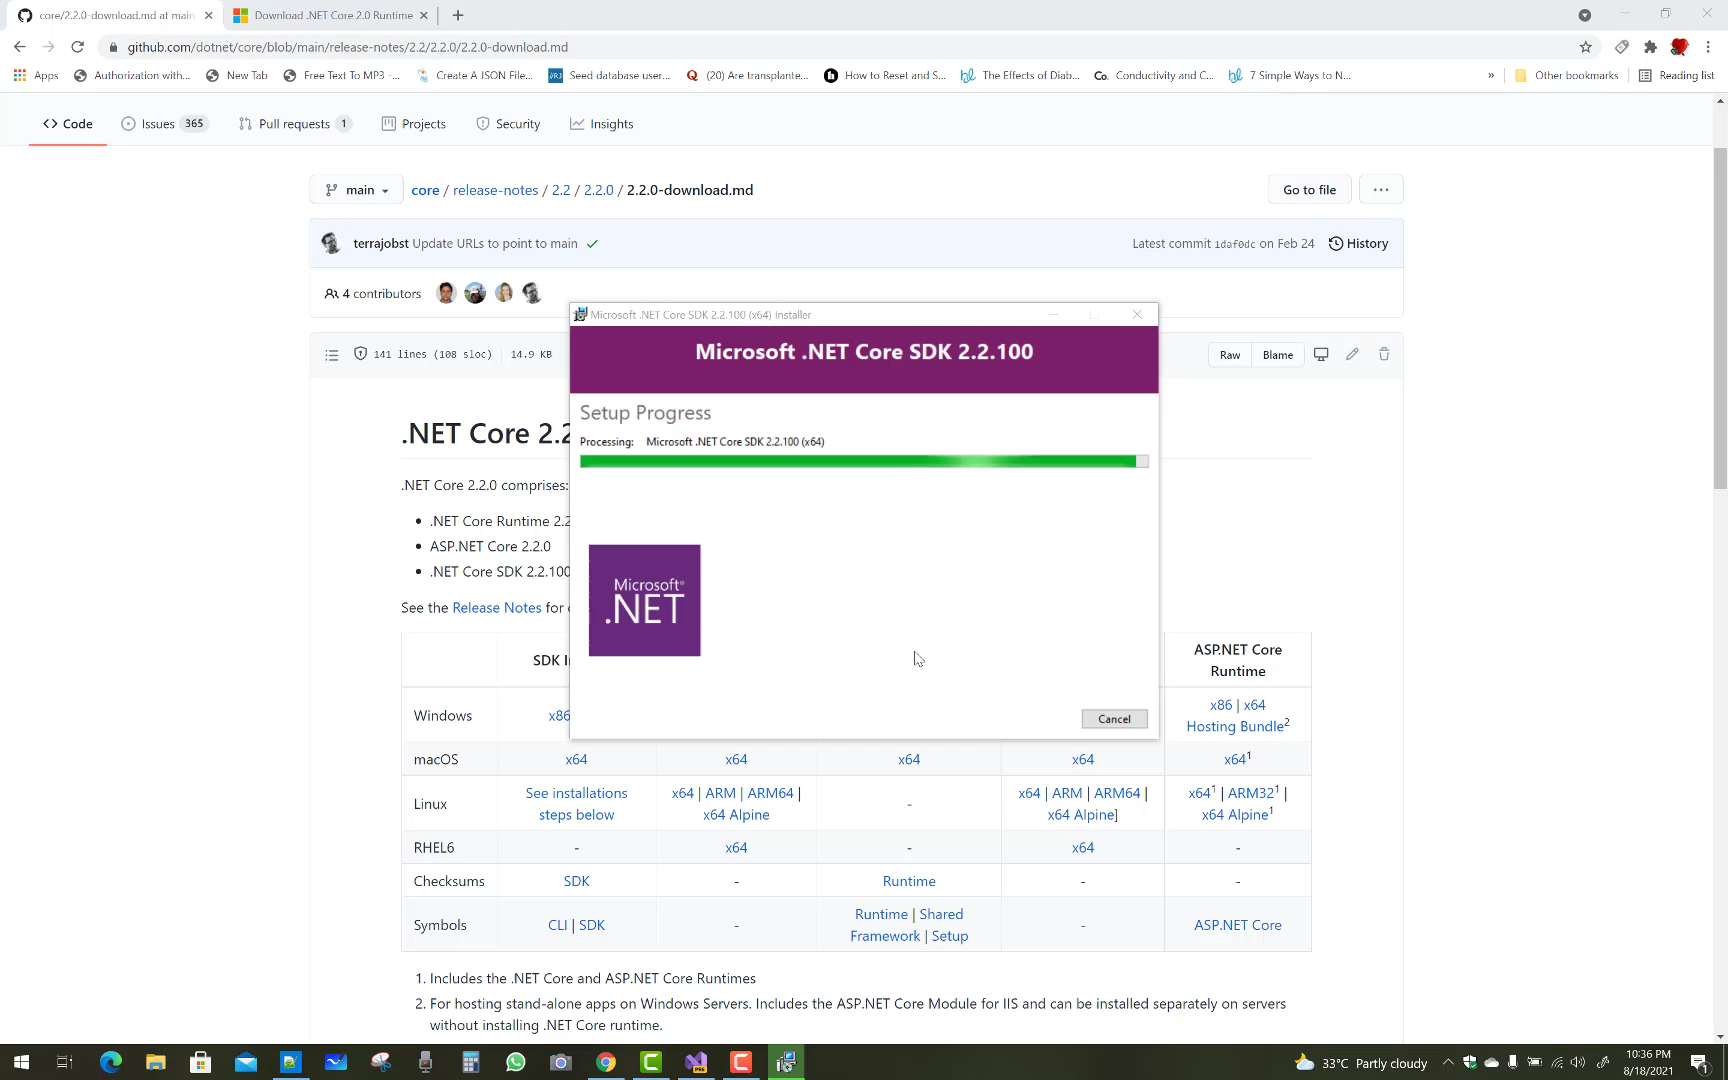 core/2.2.0-download.md at main
Download .NET Core 2.0 Runtime
github.com/dotnet/core/blob/main/release-notes/2.2/2.2.0/2.2.0-download.md
Apps
Authorization with...
New Tab
Free Text To MP3 -...
Create A JSON File...
Seed database user...
(20) Are transplante...
How to Reset and S...
The Effects of Diab...
Co.
Conductivity and C...
7 Simple Ways to N...
»
Other bookmarks
Reading list
<> Code
Issues 365
Pull requests 1
Projects
Security
Insights
main
core / release-notes / 2.2 / 2.2.0 / 2.2.0-download.md
Go to file
...
terrajobst Update URLs to point to main
Latest commit 1daf0dc on Feb 24
History
4 contributors
141 lines (108 sloc)
14.9 KB
Raw
Blame
Microsoft .NET Core SDK 2.2.100 (x64) Installer
Microsoft .NET Core SDK 2.2.100
Setup Progress
Processing: Microsoft .NET Core SDK 2.2.100 (x64)
Microsoft®
.NET
Cancel
.NET Core 2.2
.NET Core 2.2.0 comprises:
• .NET Core Runtime 2.2
• ASP.NET Core 2.2.0
• .NET Core SDK 2.2.100
See the Release Notes for
SDK
ASP.NET Core
Runtime
Windows
x86
x86 | x64
Hosting Bundle2
macOS
x64
x64
x64
x64
x641
Linux
See installations
steps below
x64 | ARM | ARM64 |
x64 Alpine
-
x64 | ARM | ARM64 |
x64 Alpine]
x641 | ARM321 |
x64 Alpine1
RHEL6
-
x64
-
x64
-
Checksums
SDK
-
Runtime
-
-
Symbols
CLI | SDK
-
Runtime | Shared
Framework | Setup
-
ASP.NET Core
1. Includes the .NET Core and ASP.NET Core Runtimes
2. For hosting stand-alone apps on Windows Servers. Includes the ASP.NET Core Module for IIS and can be installed separately on servers
without installing .NET Core runtime.
33°C Partly cloudy
10:36 PM
8/18/2021
1